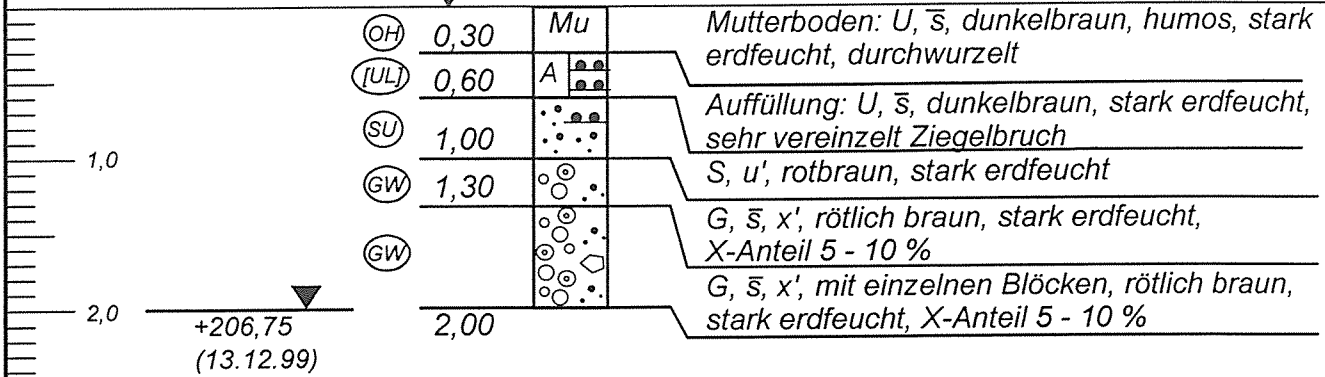 OH 0,30 Mu Mutterboden: U, s̅, dunkelbraun, humos, stark
erdfeucht, durchwurzelt
[UL] 0,60 A
Auffüllung: U, s̅, dunkelbraun, stark erdfeucht,
sehr vereinzelt Ziegelbruch
SU 1,00
1,0
S, u', rotbraun, stark erdfeucht
GW 1,30
G, s̅, x', rötlich braun, stark erdfeucht,
X-Anteil 5 - 10 %
GW
G, s̅, x', mit einzelnen Blöcken, rötlich braun,
stark erdfeucht, X-Anteil 5 - 10 %
2,0
+206,75 2,00
(13.12.99)